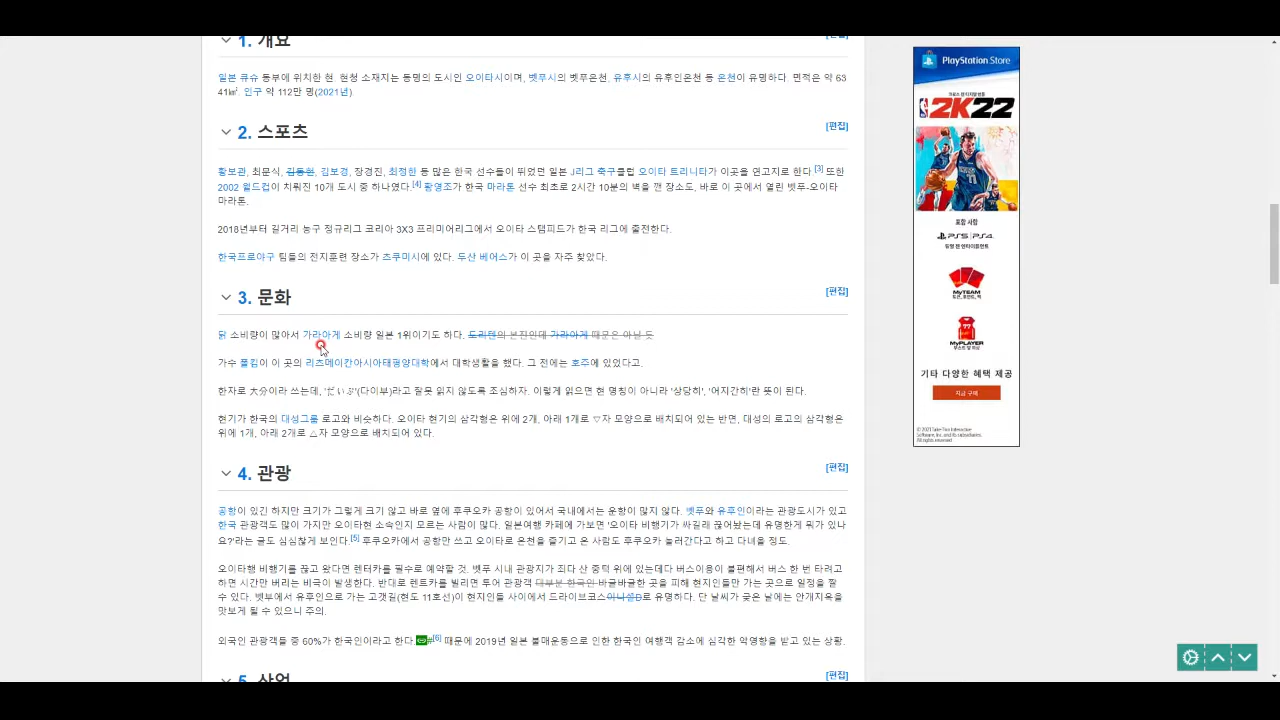 1. 개요
[편집]
일본 큐슈 동부에 위치한 현. 현청 소재지는 동명의 도시인 오이타시이며, 벳푸시의 벳푸온천, 유후시의 유후인온천 등 온천이 유명하다. 면적은 약 63
41㎢, 인구 약 112만 명(2021년).
2. 스포츠
[편집]
황보관, 최문식, 김동현, 김보경, 장경진, 최정한 등 많은 한국 선수들이 뛰었던 일본 J리그 축구클럽 오이타 트리니타가 이곳을 연고지로 한다.[3] 또한
2002 월드컵이 치뤄진 10개 도시 중 하나였다.[4] 황영조가 한국 마라톤 선수 최초로 2시간 10분의 벽을 깬 장소도, 바로 이 곳에서 열린 벳푸-오이타
마라톤.
2018년부터 길거리 농구 정규리그 코리아 3X3 프리미어리그에서 오이타 스탬피드가 한국 리그에 출전한다.
한국프로야구 팀들의 전지훈련 장소가 츠쿠미시에 있다. 두산 베어스가 이 곳을 자주 찾았다.
3. 문화
[편집]
닭 소비량이 많아서 가라아게 소비량 일본 1위이기도 하다. 도리텐의 본진인데 가라아게 때문은 아닐 듯
가수 폴킴이 이 곳의 리츠메이칸아시아태평양대학에서 대학생활을 했다. 그 전에는 호주에 있었다고.
한자로 大分이라 쓰는데, 'だいぶ'(다이부)라고 잘못 읽지 않도록 조심하자. 이렇게 읽으면 현 명칭이 아니라 '상당히', '어지간히'란 뜻이 된다.
현기가 한국의 대성그룹 로고와 비슷하다. 오이타 현기의 삼각형은 위에 2개, 아래 1개로 ▽자 모양으로 배치되어 있는 반면, 대성의 로고의 삼각형은
위에 1개, 아래 2개로 △자 모양으로 배치되어 있다.
4. 관광
[편집]
공항이 있긴 하지만 크기가 그렇게 크기 않고 바로 옆에 후쿠오카 공항이 있어서 국내에서는 운항이 많지 않다. 벳푸와 유후인이라는 관광도시가 있고
한국 관광객도 많이 가지만 오이타현 소속인지 모르는 사람이 많다. 일본여행 카페에 가보면 '오이타 비행기가 싸길래 끊어놨는데 유명한게 뭐가 있나
요?'라는 글도 심심찮게 보인다.[5] 후쿠오카에서 공항만 쓰고 오이타로 온천을 즐기고 온 사람도 후쿠오카 놀러간다고 하고 다녀올 정도.
오이타행 비행기를 끊고 왔다면 렌터카를 필수로 예약할 것. 벳푸 시내 관광지가 죄다 산 중턱 위에 있는데다 버스이용이 불편해서 버스 한 번 타려고
하면 시간만 버리는 비극이 발생한다. 반대로 렌트카를 빌리면 투어 관광객 대부분 한국인 바글바글한 곳을 피해 현지인들만 가는 곳으로 일정을 짤
수 있다. 벳부에서 유후인으로 가는 고갯길(현도 11호선)이 현지인들 사이에서 드라이브코스이니셜D로 유명하다. 단 날씨가 궂은 날에는 안개지옥을
맛보게 될 수 있으니 주의.
외국인 관광객들 중 60%가 한국인이라고 한다.#[6] 때문에 2019년 일본 불매운동으로 인한 한국인 여행객 감소에 심각한 악영향을 받고 있는 상황.
5. 산업
[편집]
PlayStation Store
2K22
포함 사항
PS5 | PS4
MyTEAM
MyPLAYER
기타 다양한 혜택 제공
지금 구매